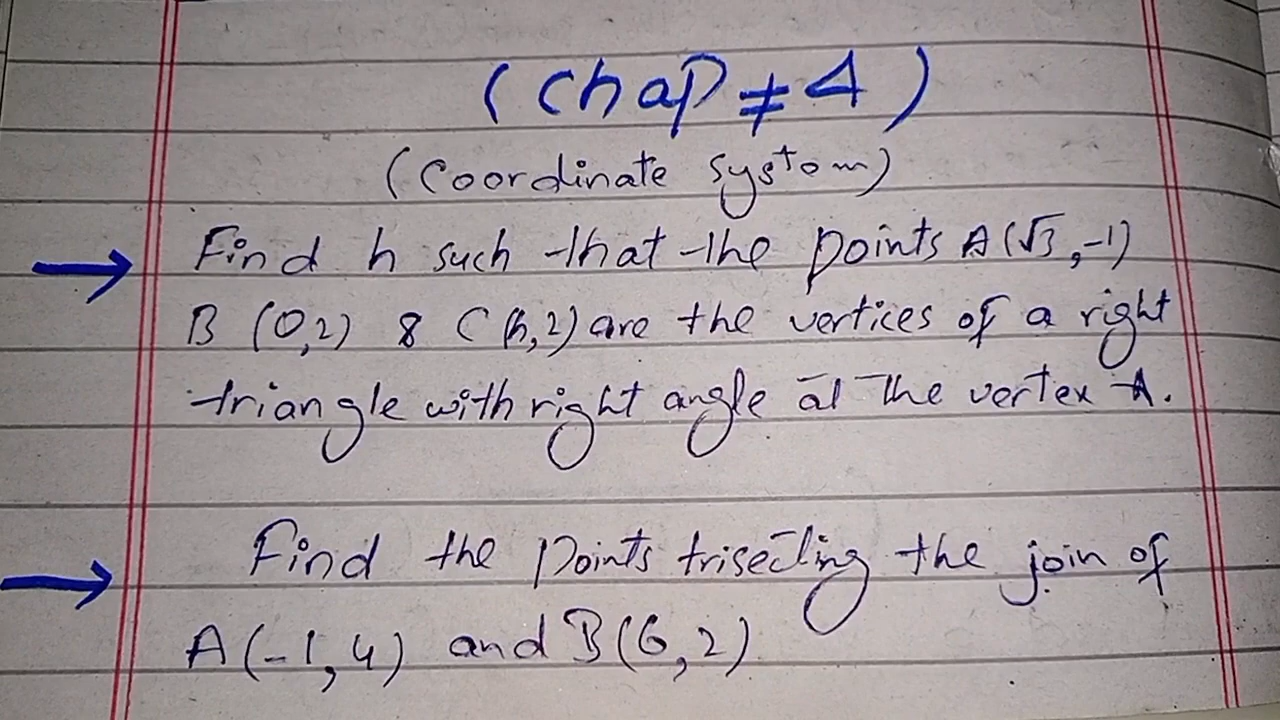 (Chap # 4)
(Coordinate system)
Find h such that the points A(√3,-1)
B (0,2) & C(h,2) are the vertices of a right
triangle with right angle at the vertex A.
Find the points trisecting the join of
A(-1,4) and B(6,2)